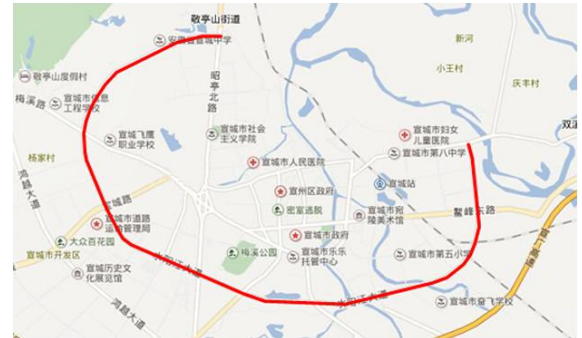 敬亭山街道
安徽省宣城中学
新河
小王村
庆丰村
双溪
敬亭山度假村
梅溪路
宣城市信息
工程学校
昭亭北路
宣城飞鹰
职业学校
宣城市社会
主义学院
宣城市妇女
儿童医院
宣城市第八中学
杨家村
宣城市人民医院
鸿越大道
宣州区政府
宣城站
密室逃脱
宣城市宛
陵美术馆
鳌峰东路
宣城市道路
运输管理局
大众百花园
宣城市开发区
宣城市政府
梅溪公园
宣城市乐乐
托管中心
宣城市第五小学
宣城历史文
化展览馆
水阳江大道
水阳江大道
鸿越大道
宣城市奋飞学校